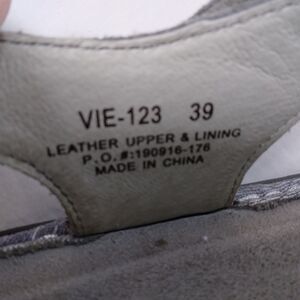 VIE-123 39
LEATHER UPPER & LINING
P.O.#:190916-176
MADE IN CHINA